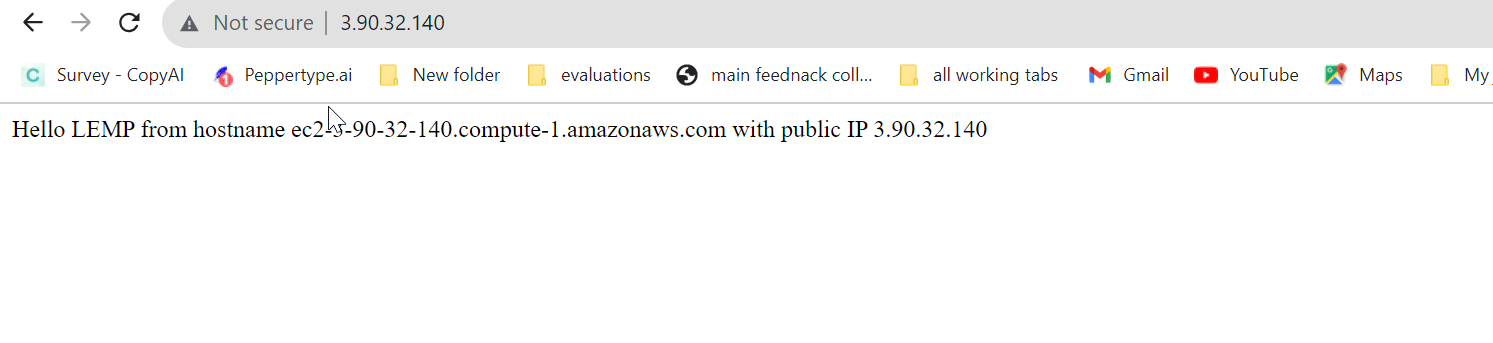 Not secure | 3.90.32.140
Survey - CopyAI Peppertype.ai New folder evaluations main feednack coll... all working tabs Gmail YouTube Maps My
Hello LEMP from hostname ec2-3-90-32-140.compute-1.amazonaws.com with public IP 3.90.32.140